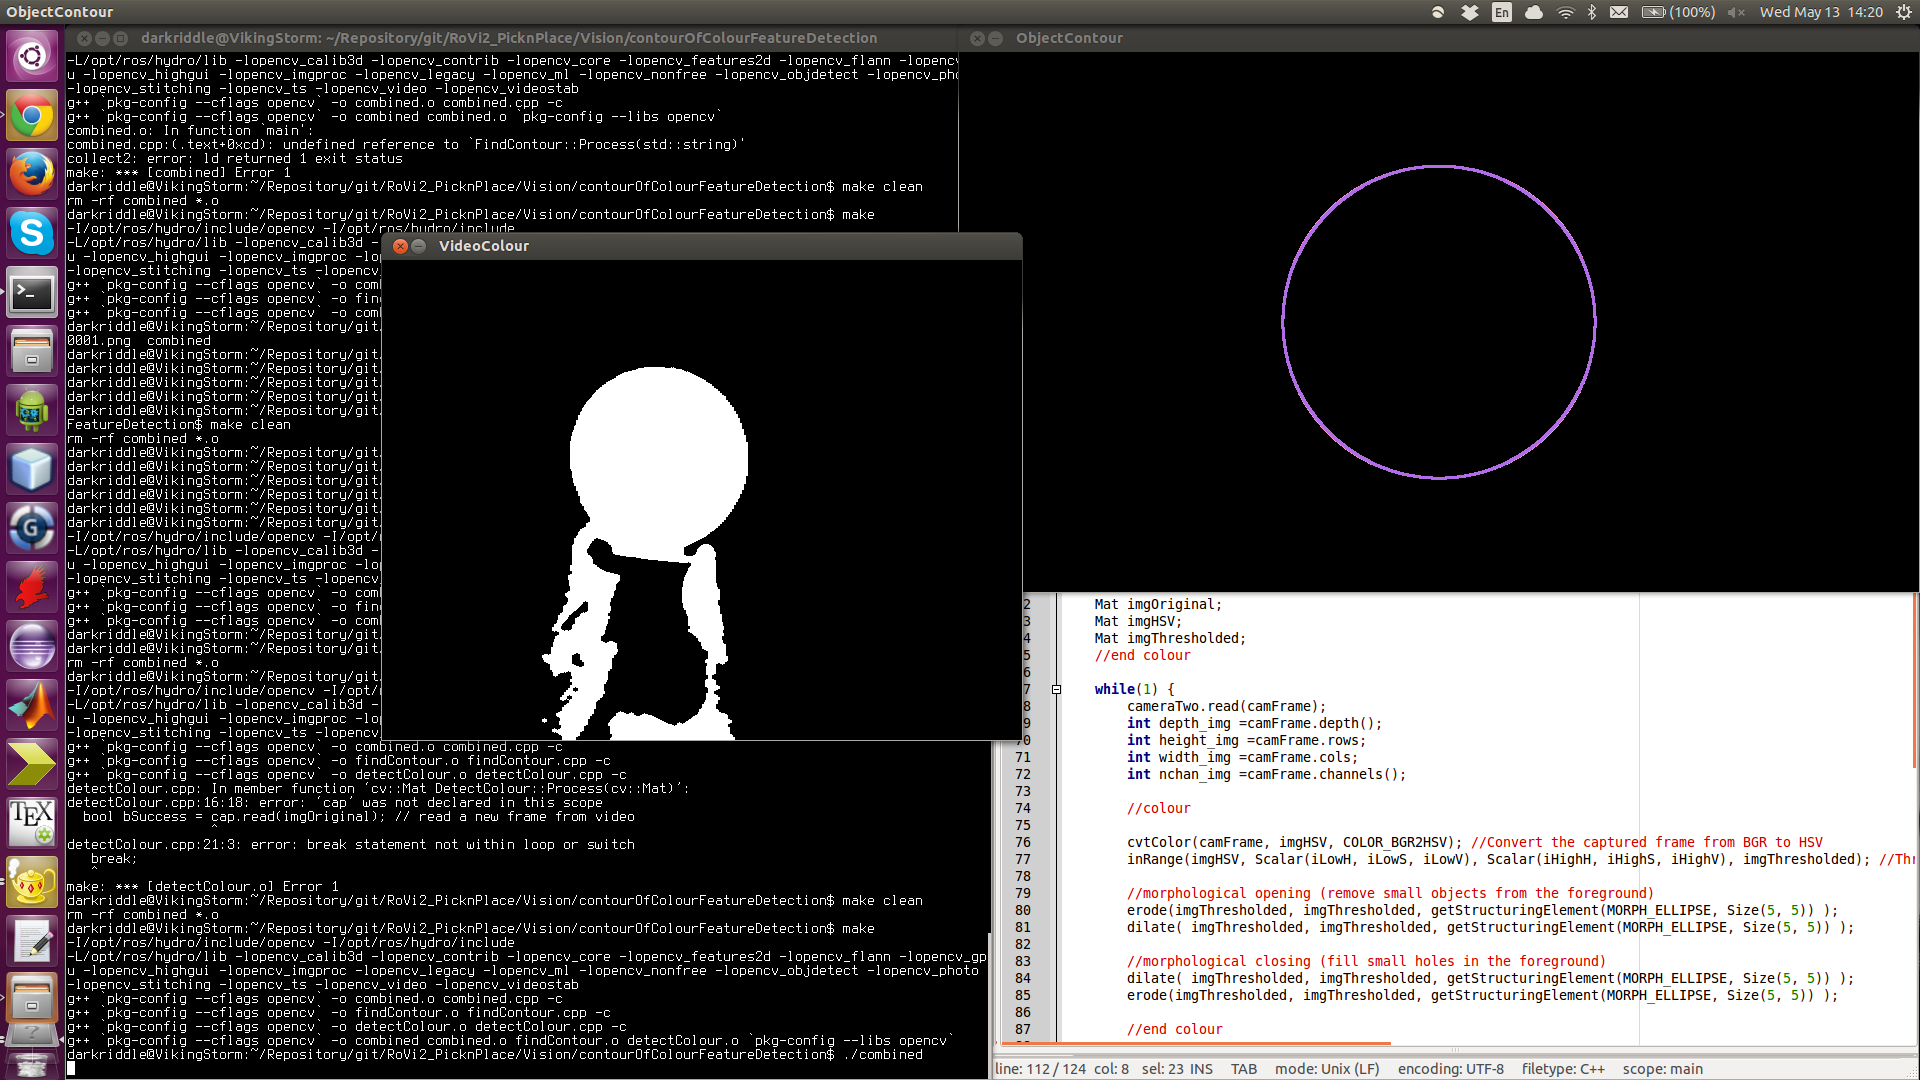 ObjectContour
En
(100%)
Wed May 13 14:20
darkriddle@VikingStorm: ~/Repository/git/RoVi2_PicknPlace/Vision/contourOfColourFeatureDetection
-L/opt/ros/hydro/lib -lopencv_calib3d -lopencv_contrib -lopencv_core -lopencv_features2d -lopencv_flann -lopencv
u -lopencv_highgui -lopencv_imgproc -lopencv_legacy -lopencv_ml -lopencv_nonfree -lopencv_objdetect -lopencv_pho
-lopencv_stitching -lopencv_ts -lopencv_video -lopencv_videostab
g++ `pkg-config --cflags opencv` -o combined.o combined.cpp -c
g++ `pkg-config --cflags opencv` -o combined combined.o `pkg-config --libs opencv`
combined.o: In function `main':
combined.cpp:(.text+0xcd): undefined reference to `FindContour::Process(std::string)'
collect2: error: ld returned 1 exit status
make: *** [combined] Error 1
darkriddle@VikingStorm:~/Repository/git/RoVi2_PicknPlace/Vision/contourOfColourFeatureDetection$ make clean
rm -rf combined *.o
darkriddle@VikingStorm:~/Repository/git/RoVi2_PicknPlace/Vision/contourOfColourFeatureDetection$ make
-I/opt/ros/hydro/include/opencv -I/opt/ros/hydro/include
-L/opt/ros/hydro/lib -lopencv_calib3d -
u -lopencv_highgui -lopencv_imgproc -lo
-lopencv_stitching -lopencv_ts -lopencv
g++ `pkg-config --cflags opencv` -o com
g++ `pkg-config --cflags opencv` -o fin
g++ `pkg-config --cflags opencv` -o com
darkriddle@VikingStorm:~/Repository/git
0001.png combined
darkriddle@VikingStorm:~/Repository/git
darkriddle@VikingStorm:~/Repository/git
darkriddle@VikingStorm:~/Repository/git
darkriddle@VikingStorm:~/Repository/git
darkriddle@VikingStorm:~/Repository/git
FeatureDetection$ make clean
rm -rf combined *.o
darkriddle@VikingStorm:~/Repository/git
darkriddle@VikingStorm:~/Repository/git
darkriddle@VikingStorm:~/Repository/git
darkriddle@VikingStorm:~/Repository/git
darkriddle@VikingStorm:~/Repository/git
darkriddle@VikingStorm:~/Repository/git
-I/opt/ros/hydro/include/opencv -I/opt/
-L/opt/ros/hydro/lib -lopencv_calib3d -
u -lopencv_highgui -lopencv_imgproc -lo
-lopencv_stitching -lopencv_ts -lopencv
g++ `pkg-config --cflags opencv` -o com
g++ `pkg-config --cflags opencv` -o fin
g++ `pkg-config --cflags opencv` -o com
darkriddle@VikingStorm:~/Repository/git
darkriddle@VikingStorm:~/Repository/git
rm -rf combined *.o
darkriddle@VikingStorm:~/Repository/git
-I/opt/ros/hydro/include/opencv -I/opt/
-L/opt/ros/hydro/lib -lopencv_calib3d -
u -lopencv_highgui -lopencv_imgproc -lo
-lopencv_stitching -lopencv_ts -lopencv
g++ `pkg-config --cflags opencv` -o combined.o combined.cpp -c
g++ `pkg-config --cflags opencv` -o findContour.o findContour.cpp -c
g++ `pkg-config --cflags opencv` -o detectColour.o detectColour.cpp -c
detectColour.cpp: In member function 'cv::Mat DetectColour::Process(cv::Mat)':
detectColour.cpp:16:18: error: 'cap' was not declared in this scope
bool bSuccess = cap.read(imgOriginal); // read a new frame from video
^
detectColour.cpp:21:3: error: break statement not within loop or switch
break;
^
make: *** [detectColour.o] Error 1
darkriddle@VikingStorm:~/Repository/git/RoVi2_PicknPlace/Vision/contourOfColourFeatureDetection$ make clean
rm -rf combined *.o
darkriddle@VikingStorm:~/Repository/git/RoVi2_PicknPlace/Vision/contourOfColourFeatureDetection$ make
-I/opt/ros/hydro/include/opencv -I/opt/ros/hydro/include
-L/opt/ros/hydro/lib -lopencv_calib3d -lopencv_contrib -lopencv_core -lopencv_features2d -lopencv_flann -lopencv_gp
u -lopencv_highgui -lopencv_imgproc -lopencv_legacy -lopencv_ml -lopencv_nonfree -lopencv_objdetect -lopencv_photo
-lopencv_stitching -lopencv_ts -lopencv_video -lopencv_videostab
g++ `pkg-config --cflags opencv` -o combined.o combined.cpp -c
g++ `pkg-config --cflags opencv` -o findContour.o findContour.cpp -c
g++ `pkg-config --cflags opencv` -o detectColour.o detectColour.cpp -c
g++ `pkg-config --cflags opencv` -o combined combined.o findContour.o detectColour.o `pkg-config --libs opencv`
darkriddle@VikingStorm:~/Repository/git/RoVi2_PicknPlace/Vision/contourOfColourFeatureDetection$ ./combined
VideoColour
ObjectContour
2 Mat imgOriginal;
3 Mat imgHSV;
4 Mat imgThresholded;
5 //end colour
6
7 while(1) {
8 cameraTwo.read(camFrame);
9 int depth_img =camFrame.depth();
70 int height_img =camFrame.rows;
71 int width_img =camFrame.cols;
72 int nchan_img =camFrame.channels();
73
74 //colour
75
76 cvtColor(camFrame, imgHSV, COLOR_BGR2HSV); //Convert the captured frame from BGR to HSV
77 inRange(imgHSV, Scalar(iLowH, iLowS, iLowV), Scalar(iHighH, iHighS, iHighV), imgThresholded); //Thr
78
79 //morphological opening (remove small objects from the foreground)
80 erode(imgThresholded, imgThresholded, getStructuringElement(MORPH_ELLIPSE, Size(5, 5)) );
81 dilate( imgThresholded, imgThresholded, getStructuringElement(MORPH_ELLIPSE, Size(5, 5)) );
82
83 //morphological closing (fill small holes in the foreground)
84 dilate( imgThresholded, imgThresholded, getStructuringElement(MORPH_ELLIPSE, Size(5, 5)) );
85 erode(imgThresholded, imgThresholded, getStructuringElement(MORPH_ELLIPSE, Size(5, 5)) );
86
87 //end colour
line: 112 / 124 col: 8 sel: 23 INS TAB mode: Unix (LF) encoding: UTF-8 filetype: C++ scope: main
TEX
G